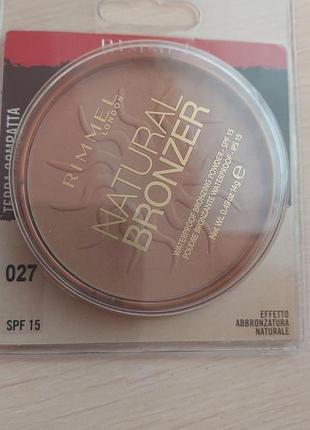 RIMMEL
RIMMEL
LONDON
NATURAL
BRONZER
WATERPROOF BRONZING POWDER - SPF 15
POUDRE BRONZANTE WATERPROOF - IPS 15
Net Wt. 0.49 oz 14g e
TERRA COMPATTA
027
SPF 15
EFFETTO
ABBRONZATURA
NATURALE